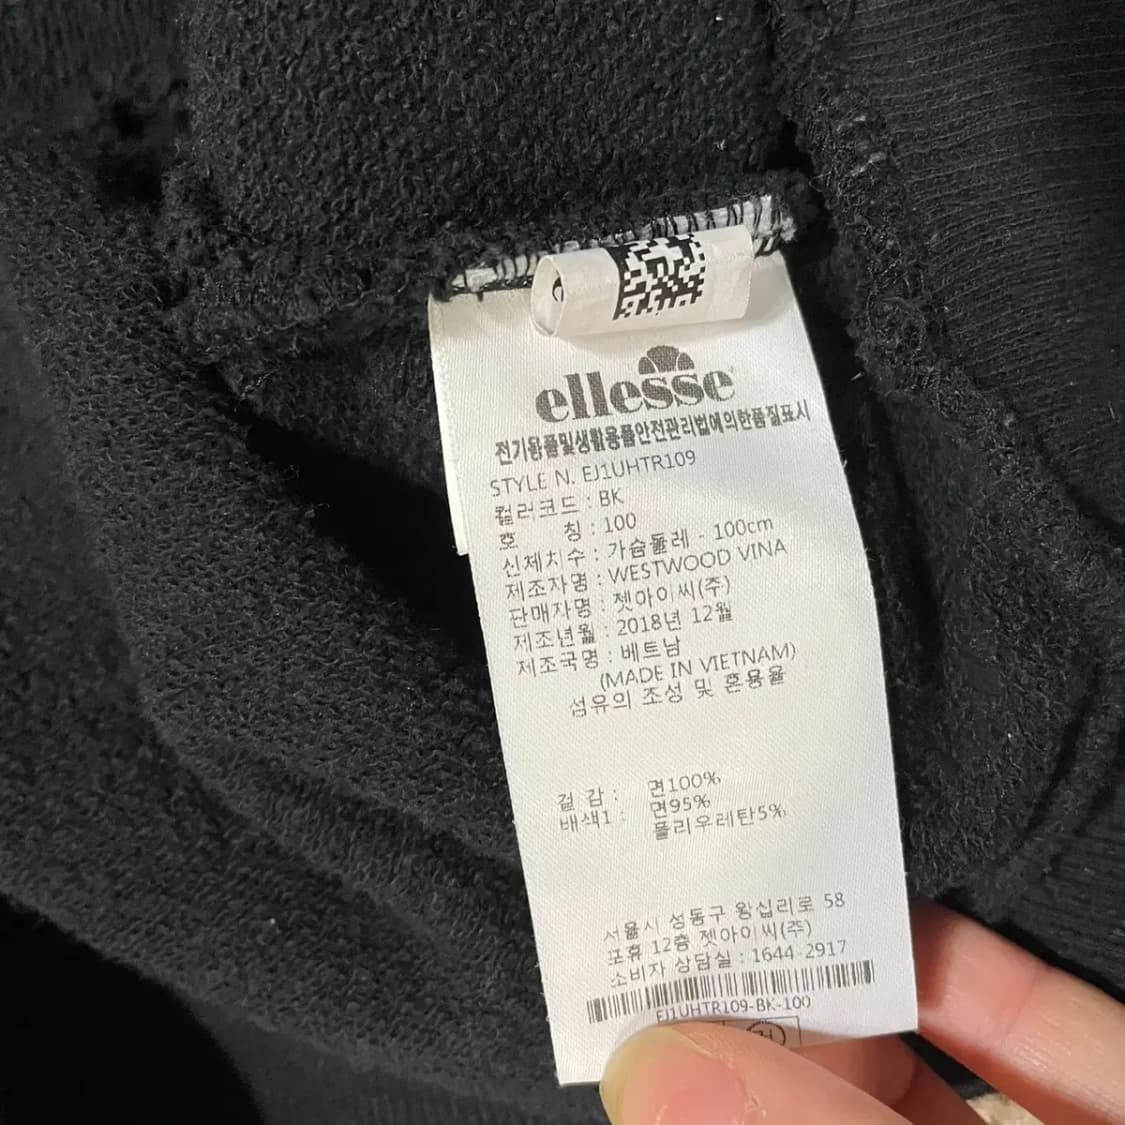 ellesse
전기용품및생활용품안전관리법에의한품질표시
STYLE N. EJ1UHTR109
컬러코드 : BK
호 칭 : 100
신체치수 : 가슴둘레 - 100cm
제조자명 : WESTWOOD VINA
판매자명 : 젯아이씨(주)
제조년월 : 2018년 12월
제조국명 : 베트남
(MADE IN VIETNAM)
섬유의 조성 및 혼용율
겉 감 : 면100%
배색1 : 면95%
폴리우레탄5%
서울시 성동구 왕십리로 58
포휴 12층 젯아이씨(주)
소비자 상담실 : 1644-2917
EJ1UHTR109-BK-100